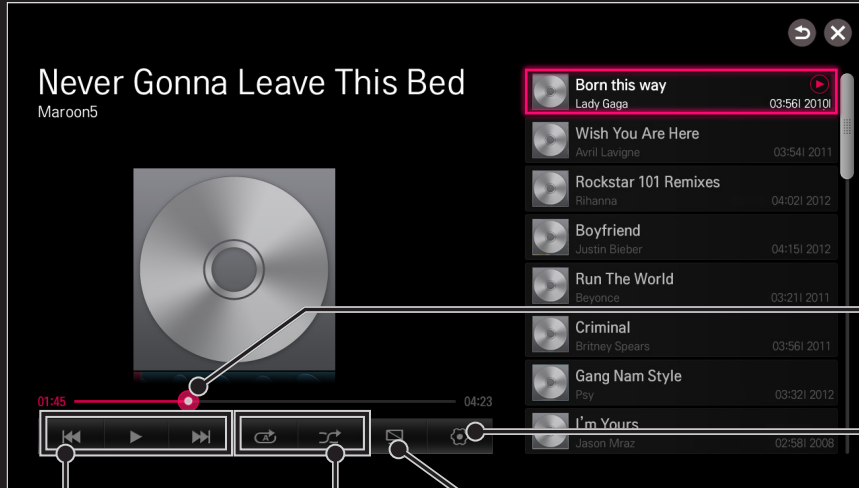 Never Gonna Leave This Bed
Maroon5
01:45
04:23
A
Born this way
Lady Gaga
03:56| 2010|
Wish You Are Here
Avril Lavigne
03:54| 2011
Rockstar 101 Remixes
Rihanna
04:02| 2012
Boyfriend
Justin Bieber
04:15| 2012
Run The World
Beyonce
03:21| 2011
Criminal
Britney Spears
03:56| 2011
Gang Nam Style
Psy
03:32| 2012
I'm Yours
Jason Mraz
02:58| 2008